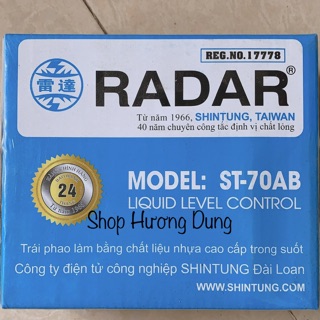 REG.NO.17778
雷達
RADAR®
Từ năm 1966, SHINTUNG, TAIWAN
40 năm chuyên công tắc định vị chất lỏng
24
MODEL: ST-70AB
LIQUID LEVEL CONTROL
Shop Hương Dung
Trái phao làm bằng chất liệu nhựa cao cấp trong suốt
Công ty điện tử công nghiệp SHINTUNG Đài Loan
WWW.SHINTUNG.COM